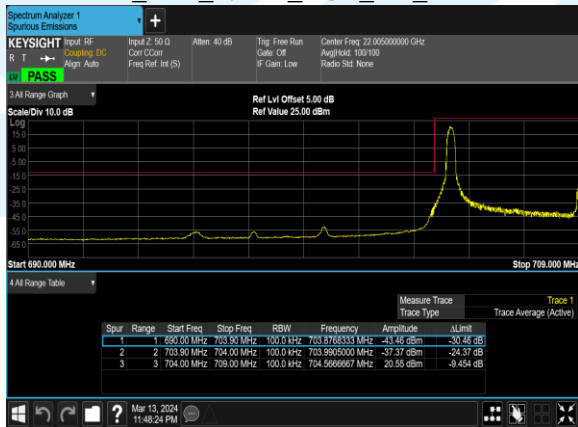 Spectrum Analyzer 1
Spurious Emissions
+
KEYSIGHT Input: RF Input Z: 50 Ω Atten: 40 dB Trig: Free Run Center Freq: 22.005000000 GHz
R T Coupling: DC Corr CCorr Gate: Off Avg|Hold: 100/100
Align: Auto Freq Ref: Int (S) IF Gain: Low Radio Std: None
PASS
3 All Range Graph
Ref Lvl Offset 5.00 dB
Scale/Div 10.0 dB Ref Value 25.00 dBm
Log
15.0
5.00
-5.00
-15.0
-25.0
-35.0
-45.0
-55.0
-65.0
Start 690.000 MHz Stop 709.000 MHz
4 All Range Table
Measure Trace Trace 1
Trace Type Trace Average (Active)
Spur Range Start Freq Stop Freq RBW Frequency Amplitude ΔLimit
1 1 690.00 MHz 703.90 MHz 100.0 kHz 703.8768333 MHz -43.46 dBm -30.46 dB
2 2 703.90 MHz 704.00 MHz 100.0 kHz 703.9905000 MHz -37.37 dBm -24.37 dB
3 3 704.00 MHz 709.00 MHz 100.0 kHz 704.5666667 MHz 20.55 dBm -9.454 dB
? Mar 13, 2024
11:48:24 PM